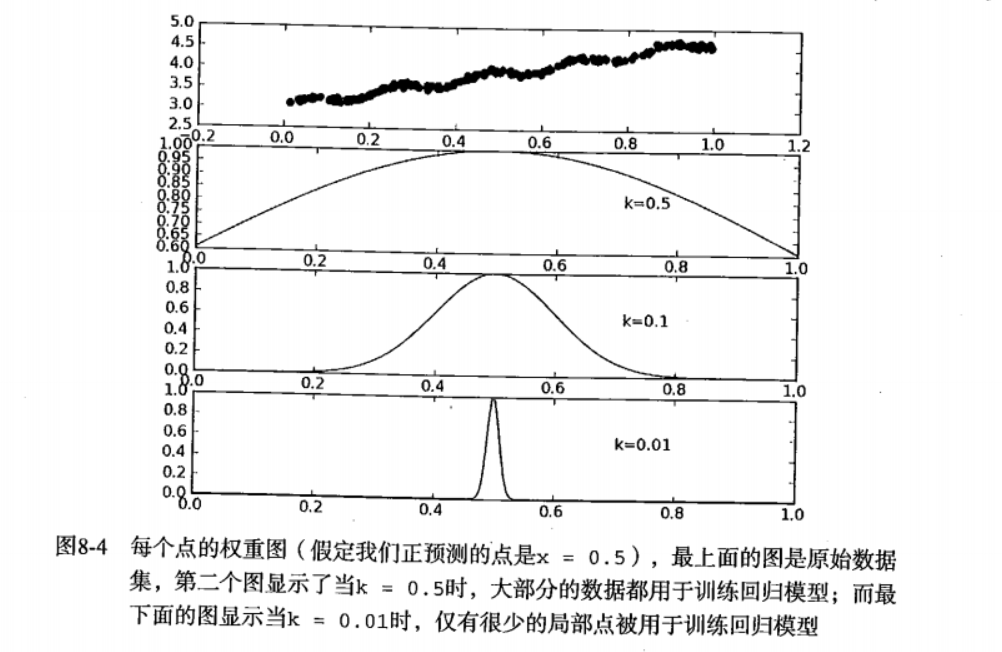 5.0
4.5
4.0
3.5
3.0
2.5
-0.2 0.0 0.2 0.4 0.6 0.8 1.0 1.2
1.00
0.95
0.90
0.85
0.80
0.75
0.70
0.65
0.60
k=0.5
0.0 0.2 0.4 0.6 0.8 1.0
1.0
0.8
0.6
0.4
0.2
0.0
k=0.1
0.0 0.2 0.4 0.6 0.8 1.0
1.0
0.8
0.6
0.4
0.2
0.0
k=0.01
0.0 0.2 0.4 0.6 0.8 1.0
图8-4 每个点的权重图（假定我们正预测的点是x = 0.5），最上面的图是原始数据
集，第二个图显示了当k = 0.5时，大部分的数据都用于训练回归模型；而最
下面的图显示当k = 0.01时，仅有很少的局部点被用于训练回归模型